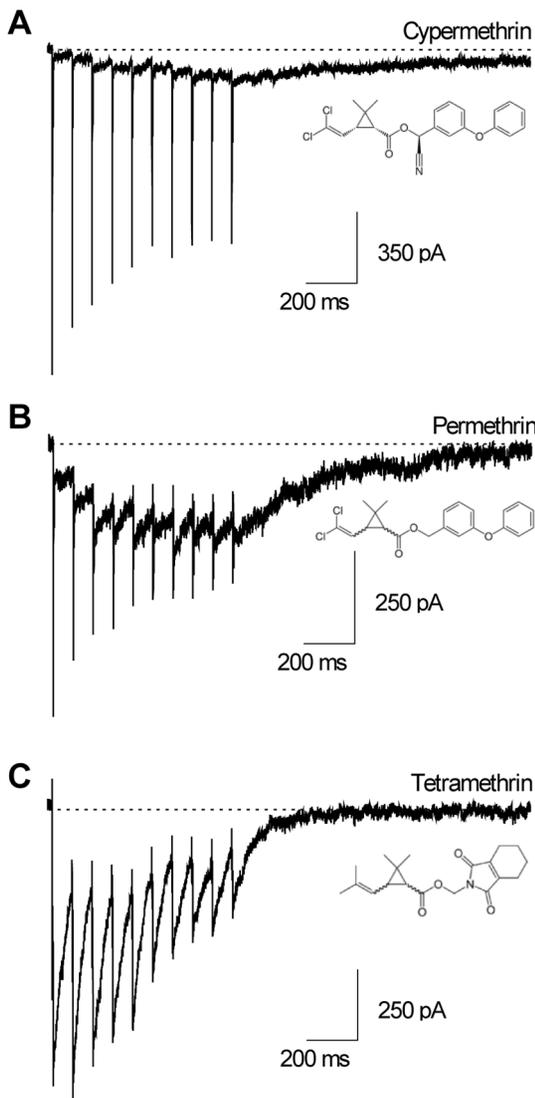 A
Cypermethrin
Cl
Cl
O
O
O
N
350 pA
200 ms
B
Permethrin
Cl
Cl
O
O
O
250 pA
200 ms
C
Tetramethrin
O
O
N
O
O
250 pA
200 ms